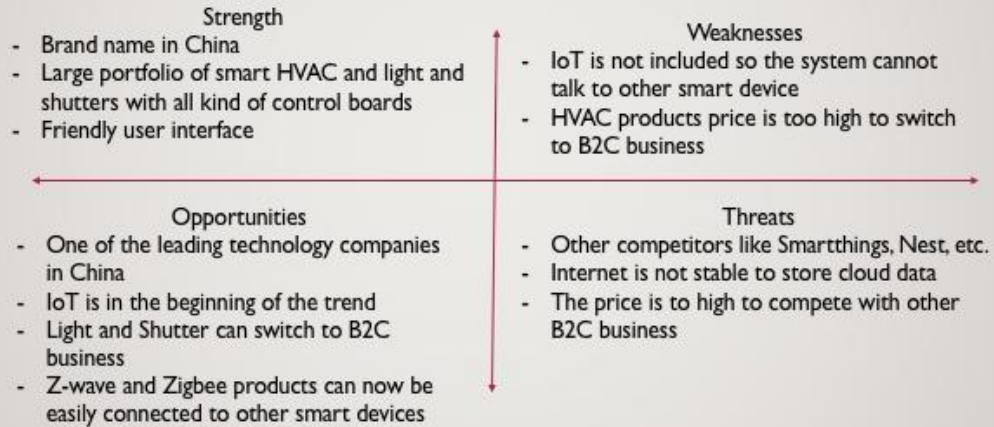 Strength
- Brand name in China
- Large portfolio of smart HVAC and light and
shutters with all kind of control boards
- Friendly user interface
Weaknesses
- IoT is not included so the system cannot
talk to other smart device
- HVAC products price is too high to switch
to B2C business
Opportunities
- One of the leading technology companies
in China
- IoT is in the beginning of the trend
- Light and Shutter can switch to B2C
business
- Z-wave and Zigbee products can now be
easily connected to other smart devices
Threats
- Other competitors like Smartthings, Nest, etc.
- Internet is not stable to store cloud data
- The price is to high to compete with other
B2C business